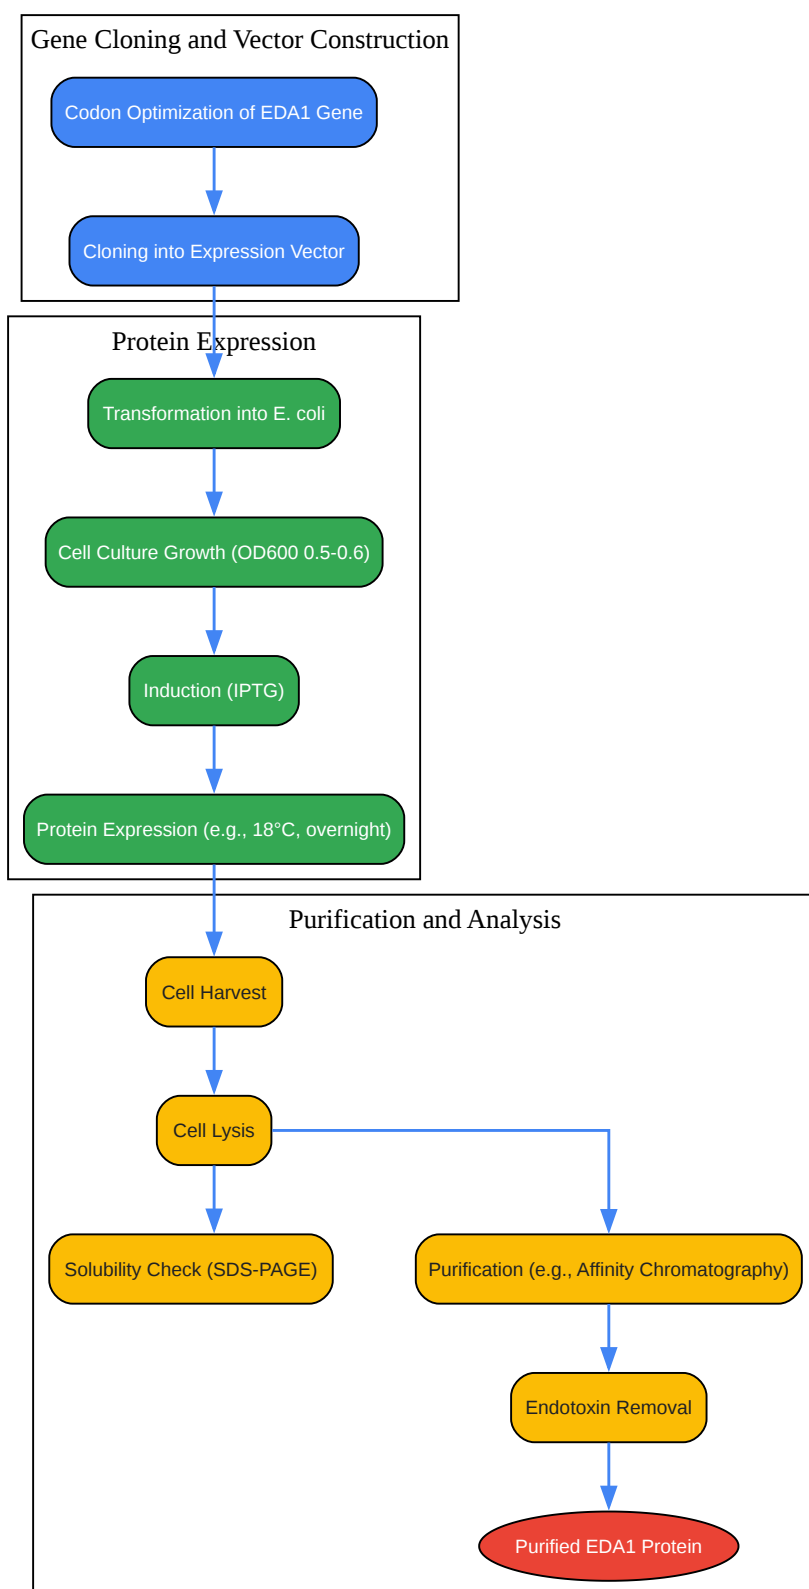 Gene Cloning and Vector Construction
Codon Optimization of EDA1 Gene
Cloning into Expression Vector
Protein Expression
Transformation into E. coli
Cell Culture Growth (OD600 0.5-0.6)
Induction (IPTG)
Protein Expression (e.g., 18°C, overnight)
Purification and Analysis
Cell Harvest
Cell Lysis
Solubility Check (SDS-PAGE)
Purification (e.g., Affinity Chromatography)
Endotoxin Removal
Purified EDA1 Protein